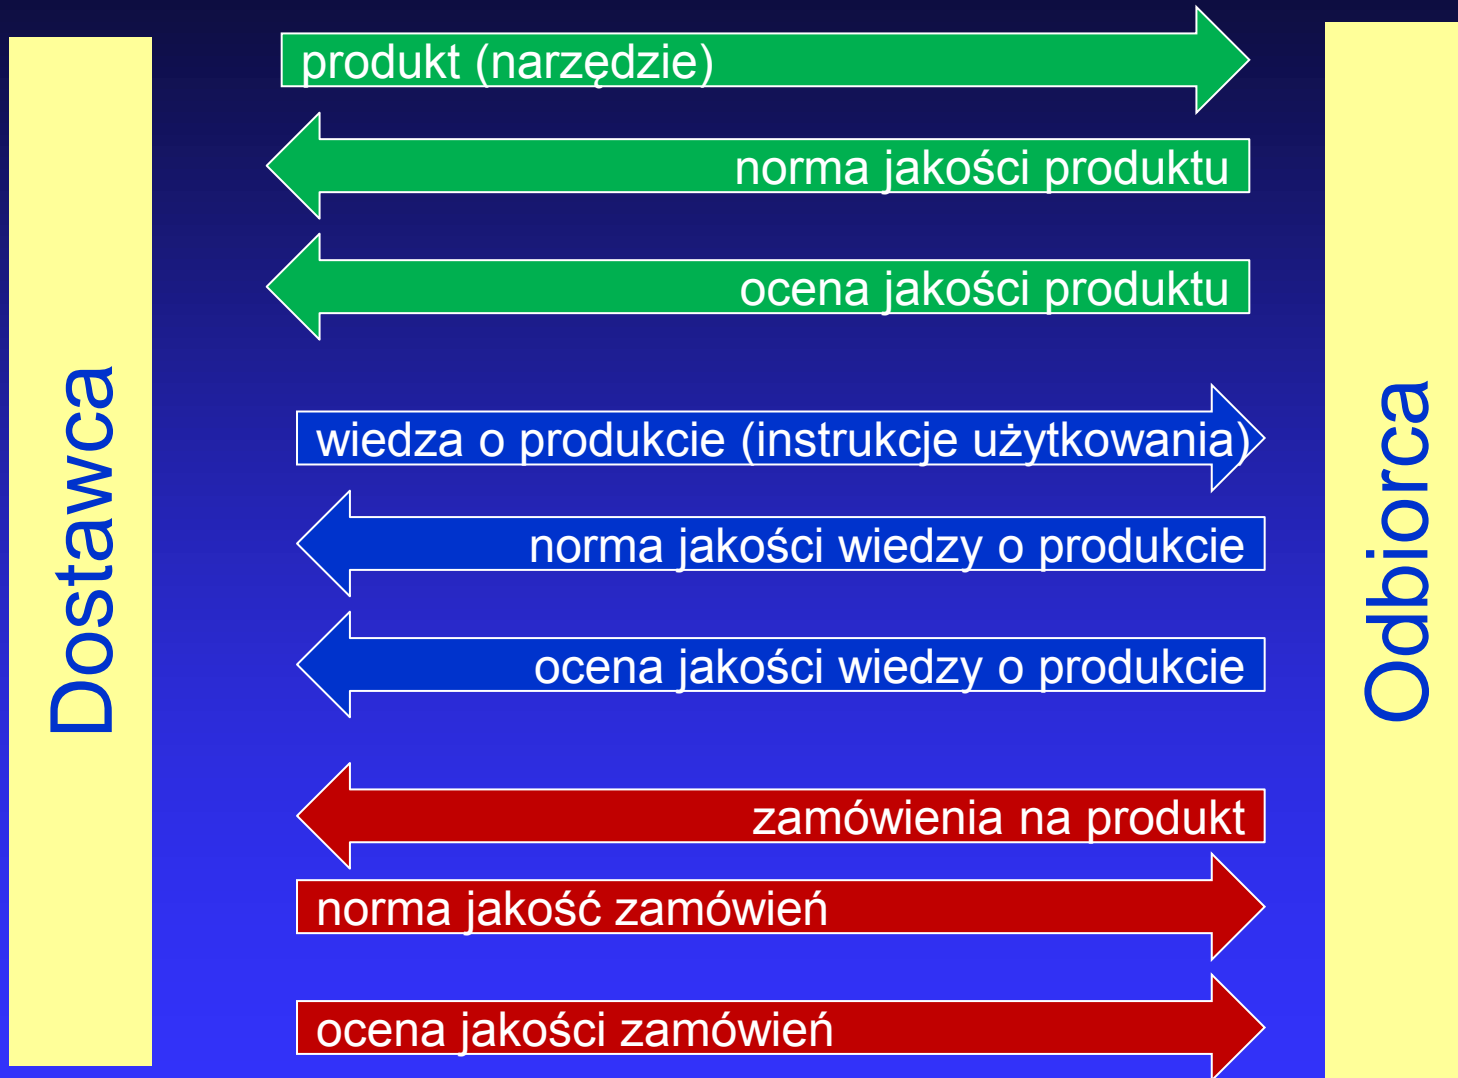 Dostawca
produkt (narzędzie)
norma jakości produktu
ocena jakości produktu
wiedza o produkcie (instrukcje użytkowania)
norma jakości wiedzy o produkcie
ocena jakości wiedzy o produkcie
zamówienia na produkt
norma jakość zamówień
ocena jakości zamówień
Odbiorca